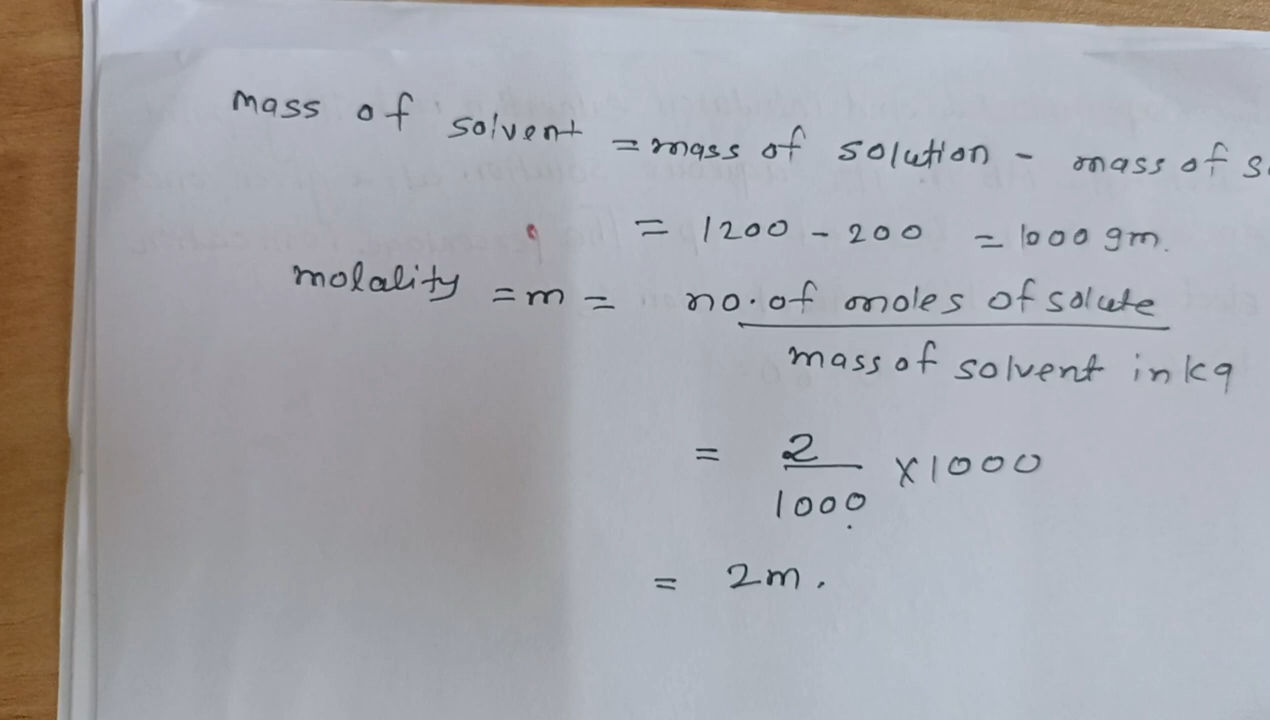 mass of solvent = mass of solution - mass of
= 1200 - 200 = 1000 gm.
molality = m = no. of moles of solute
mass of solvent in kg
= 2
1000 × 1000
= 2m.